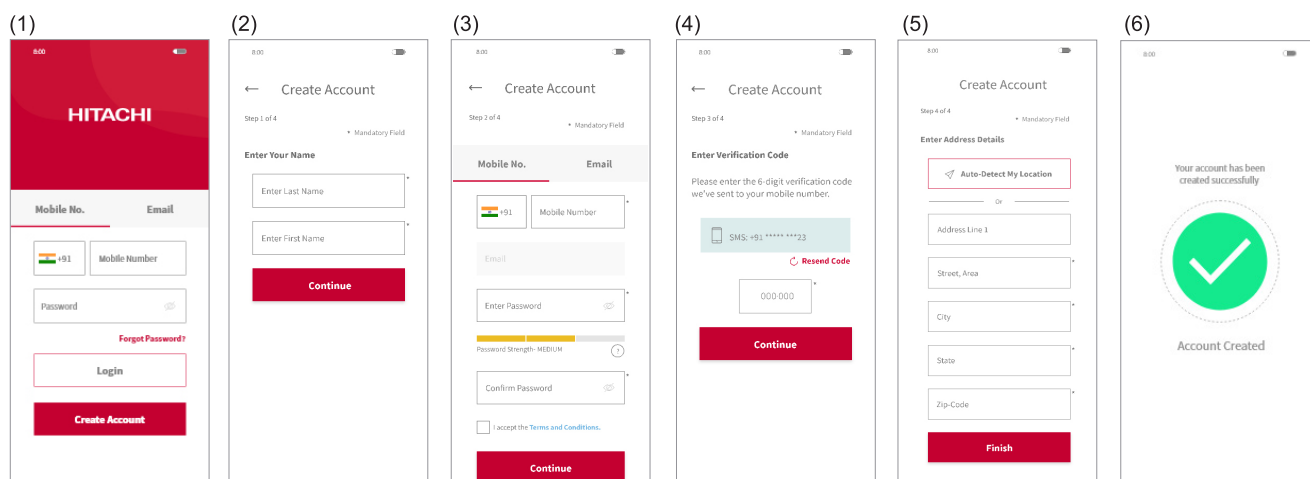 (1)
8:00
HITACHI
Mobile No. Email
+91 Mobile Number
Password
Forgot Password?
Login
Create Account
(2)
8:00
← Create Account
Step 1 of 4
* Mandatory Field
Enter Your Name
Enter Last Name *
Enter First Name *
Continue
(3)
8:00
← Create Account
Step 2 of 4
* Mandatory Field
Mobile No. Email
+91 Mobile Number *
Email
Enter Password *
Password Strength- MEDIUM ?
Confirm Password *
I accept the Terms and Conditions.
Continue
(4)
8:00
← Create Account
Step 3 of 4
* Mandatory Field
Enter Verification Code
Please enter the 6-digit verification code
we've sent to your mobile number.
SMS: +91 ***** ***23
Resend Code
000-000 *
Continue
(5)
8:00
Create Account
Step 4 of 4
* Mandatory Field
Enter Address Details
Auto-Detect My Location
Or
Address Line 1
Street, Area *
City *
State *
Zip-Code *
Finish
(6)
8:00
Your account has been
created successfully
Account Created